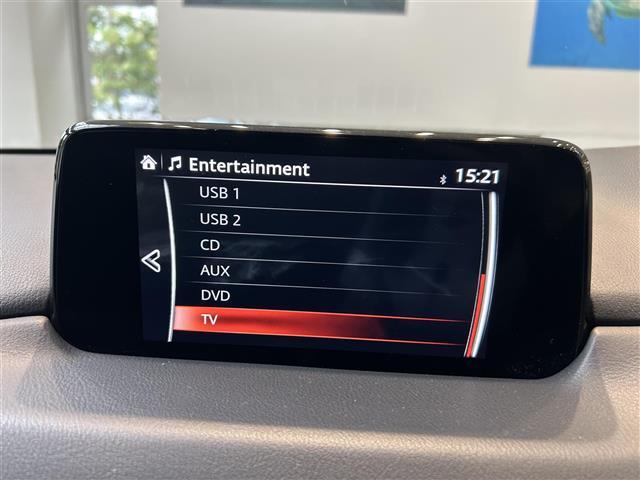 Entertainment
15:21
USB 1
USB 2
CD
AUX
DVD
TV